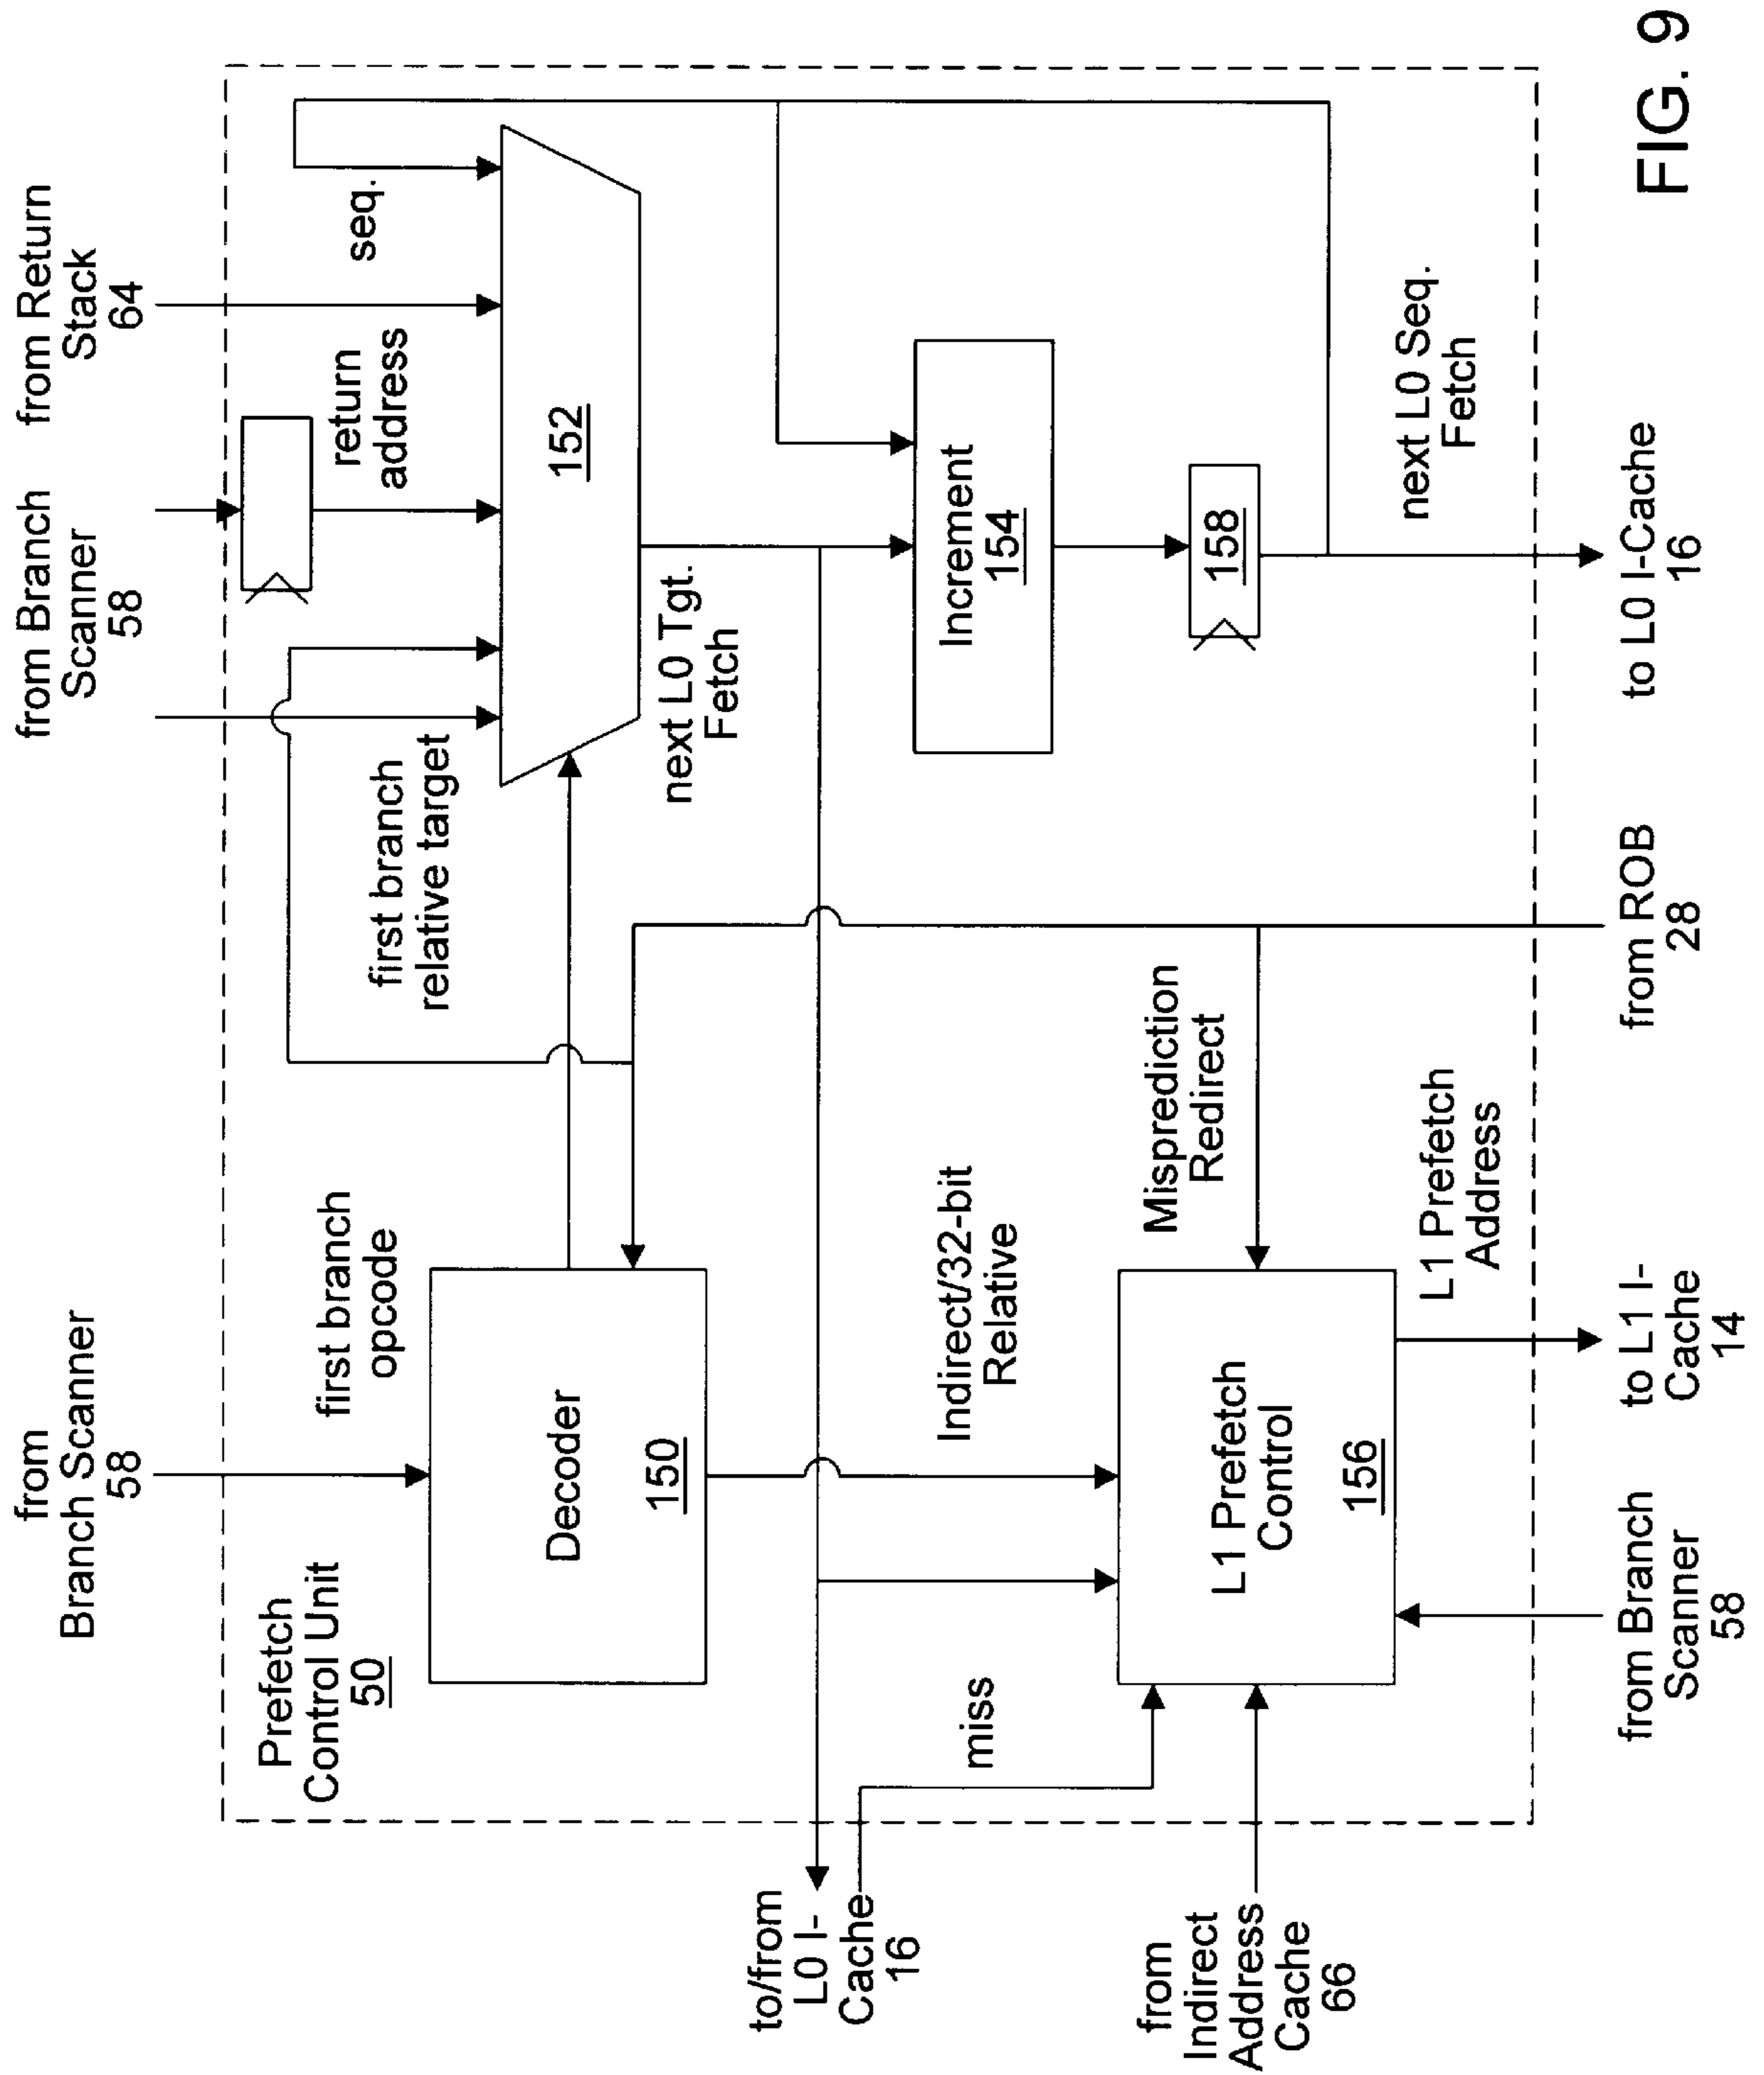 from
Branch Scanner
58
from Branch
Scanner
58
from Return
Stack
64
Prefetch
Control Unit
50
first branch
opcode
first branch
relative target
return
address
seq.
Decoder
150
152
next L0 Tgt.
Fetch
to/from
L0 I-
Cache
16
miss
Indirect/32-bit
Relative
Increment
154
Misprediction
Redirect
158
from
Indirect
Address
Cache
66
L1 Prefetch
Control
156
L1 Prefetch
Address
next L0 Seq.
Fetch
from Branch
Scanner
58
to L1 I-
Cache
14
from ROB
28
to L0 I-Cache
16
FIG. 9